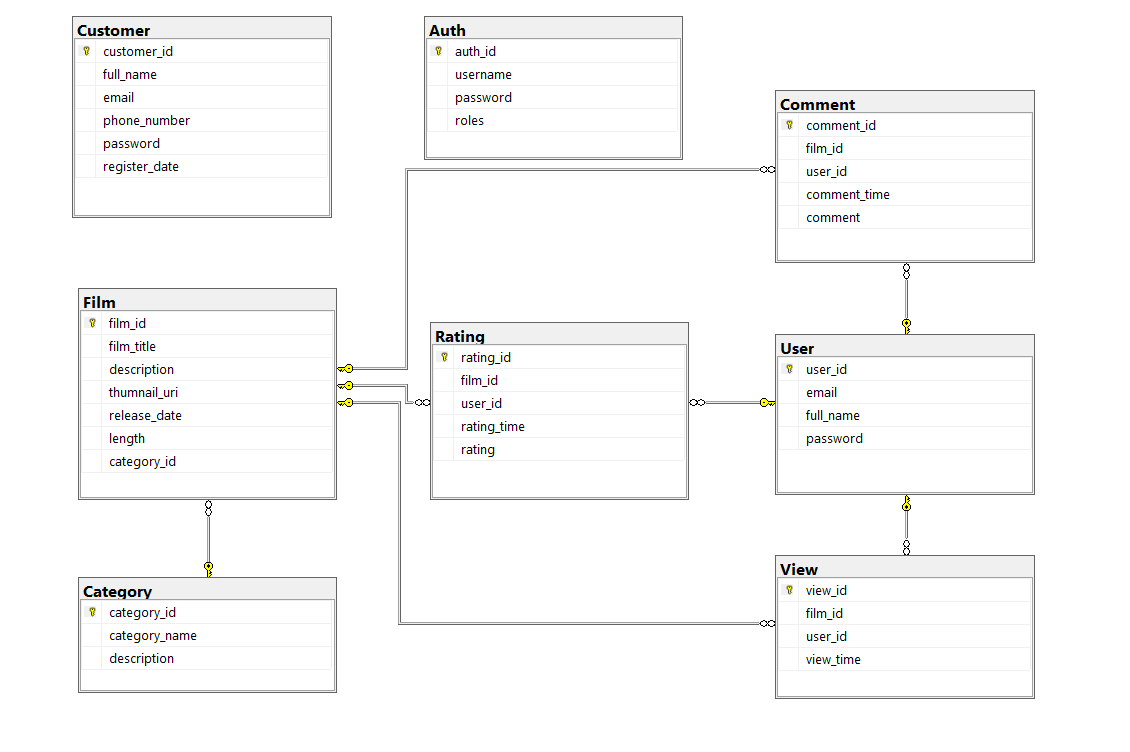 Customer
customer_id
full_name
email
phone_number
password
register_date
Auth
auth_id
username
password
roles
Comment
comment_id
film_id
user_id
comment_time
comment
Film
film_id
film_title
description
thumnail_uri
release_date
length
category_id
Rating
rating_id
film_id
user_id
rating_time
rating
User
user_id
email
full_name
password
Category
category_id
category_name
description
View
view_id
film_id
user_id
view_time